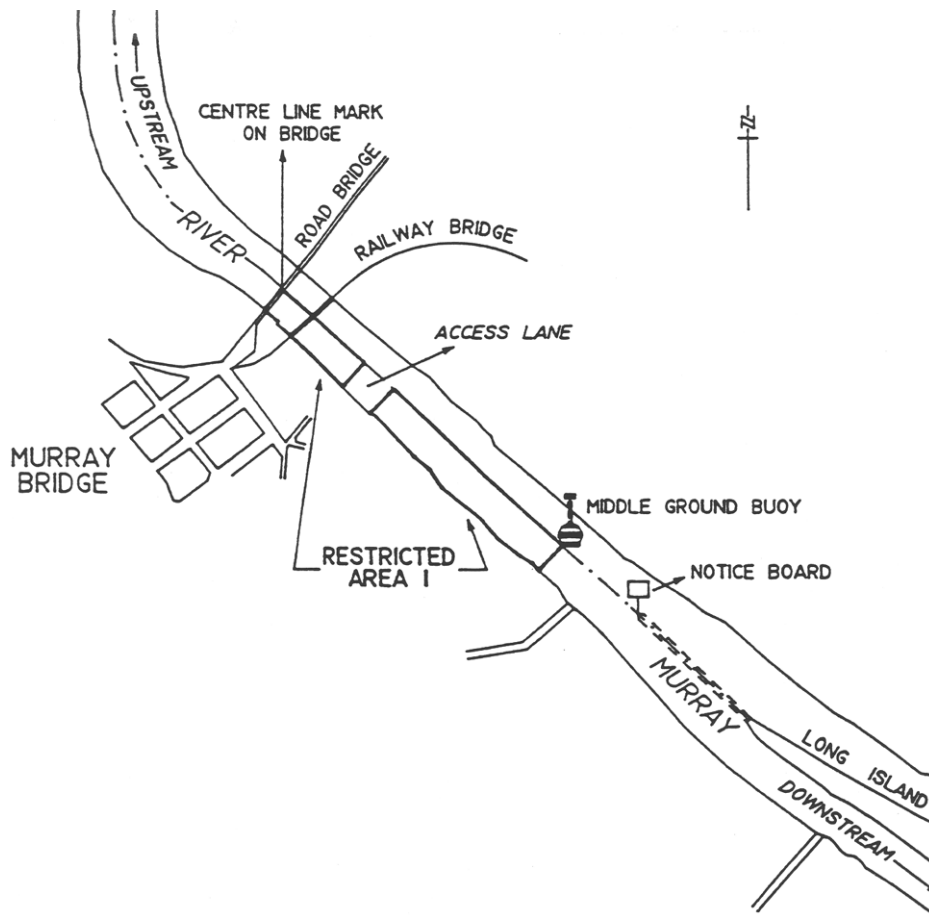 UPSTREAM
CENTRE LINE MARK
ON BRIDGE
ROAD BRIDGE
RAILWAY BRIDGE
N
RIVER
ACCESS LANE
MURRAY
BRIDGE
MIDDLE GROUND BUOY
RESTRICTED
AREA 1
NOTICE BOARD
MURRAY
LONG ISLAND
DOWNSTREAM